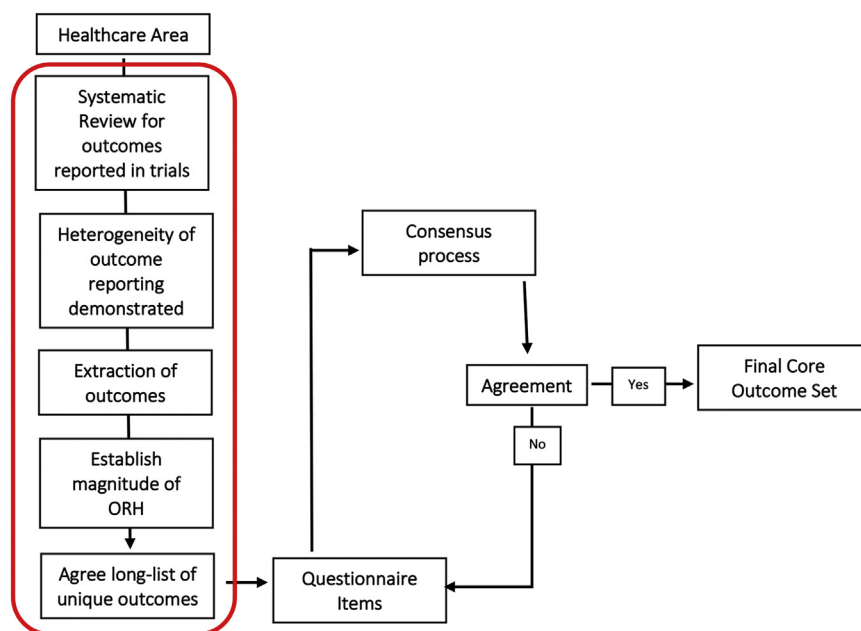 Healthcare Area
Systematic
Review for
outcomes
reported in trials
Heterogeneity of
outcome
reporting
demonstrated
Extraction of
outcomes
Establish
magnitude of
ORH
Agree long-list of
unique outcomes
Questionnaire
Items
Consensus
process
Agreement
Yes
No
Final Core
Outcome Set